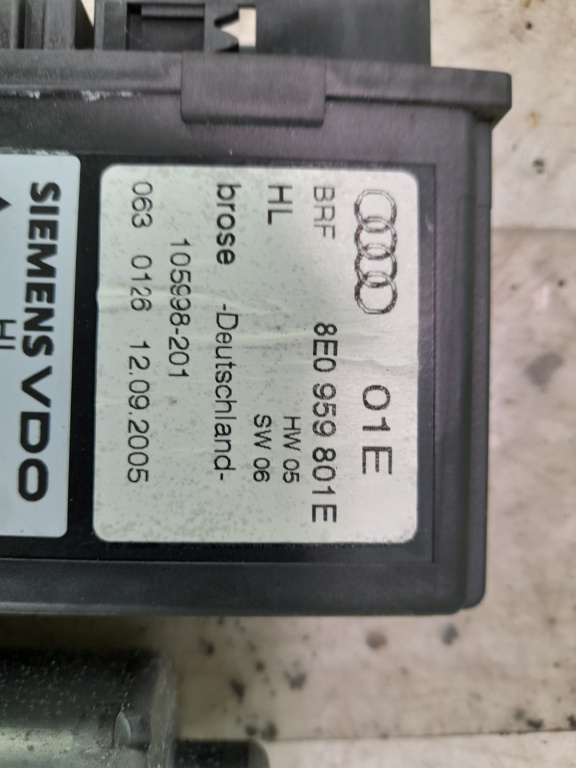 01E
BRF 8E0 959 801E
HL HW 05
SW 06
brose -Deutschland-
105998-201
063 0126 12.09.2005
SIEMENS VDO